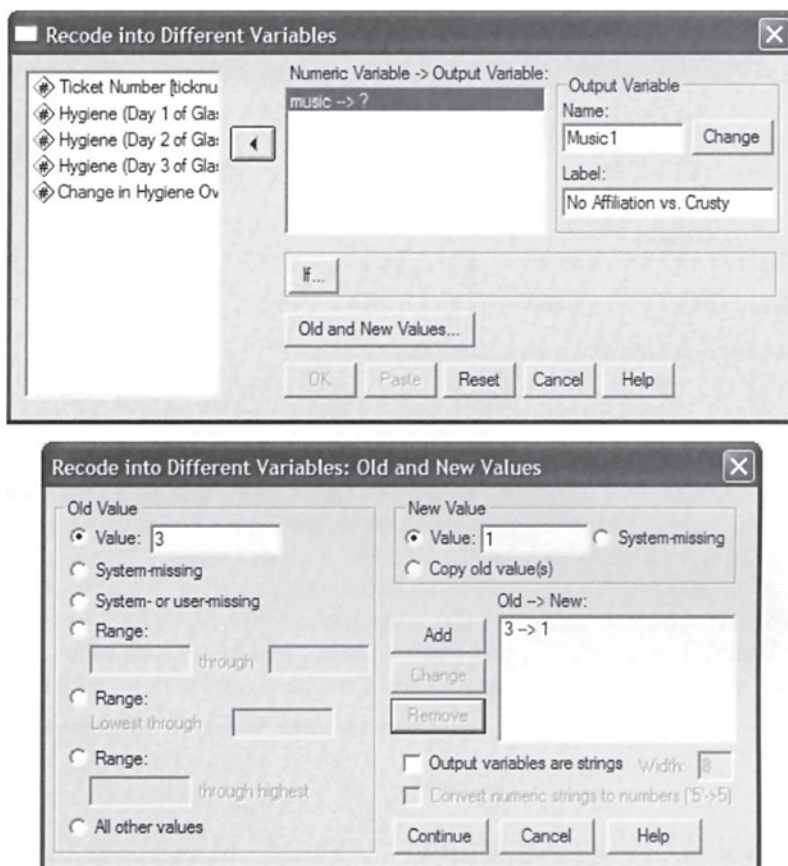 Recode into Different Variables
Ticket Number [ticknu
Hygiene (Day 1 of Gla
Hygiene (Day 2 of Gla
Hygiene (Day 3 of Gla
Change in Hygiene Ov
Numeric Variable -> Output Variable:
music --> ?
Output Variable
Name:
Music1
Change
Label:
No Affiliation vs. Crusty
If...
Old and New Values...
OK
Paste
Reset
Cancel
Help
Recode into Different Variables: Old and New Values
Old Value
Value: 3
System-missing
System- or user-missing
Range:
through
Range:
Lowest through
Range:
through highest
All other values
New Value
Value: 1
System-missing
Copy old value(s)
Old --> New:
Add
3 --> 1
Change
Remove
Output variables are strings Width: 8
Convert numeric strings to numbers ('5'->5)
Continue
Cancel
Help